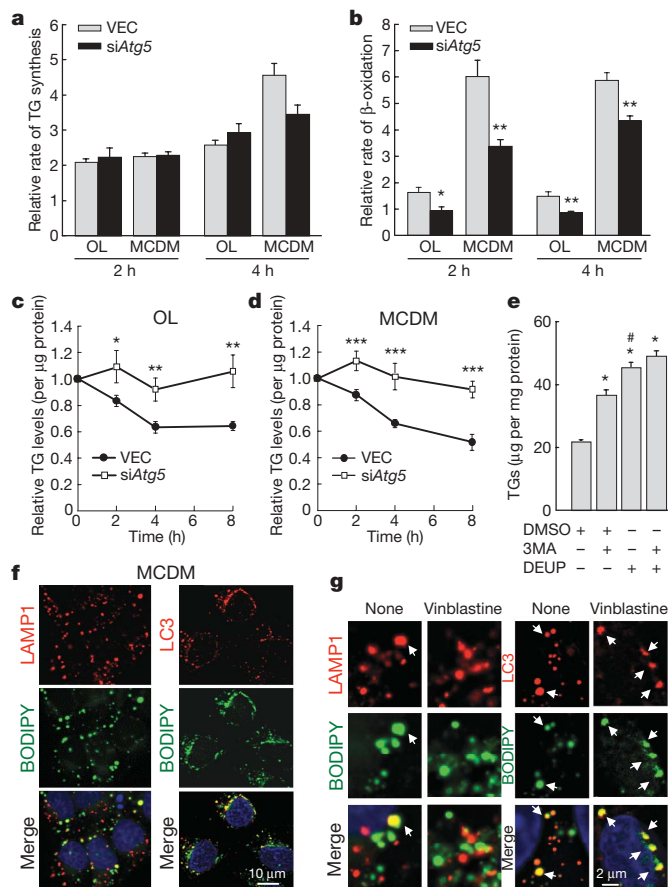 a
VEC
siAtg5
Relative rate of TG synthesis
6
5
4
3
2
1
OL MCDM OL MCDM
2 h 4 h
b
VEC
siAtg5
Relative rate of β-oxidation
8
7
6
5
4
3
2
1
0
* ** ** **
OL MCDM OL MCDM
2 h 4 h
c
OL
Relative TG levels (per μg protein)
1.4
1.2
1.0
0.8
0.6
0.4
0.2
0
* ** **
VEC
siAtg5
0 2 4 6 8
Time (h)
d
MCDM
Relative TG levels (per μg protein)
1.4
1.2
1.0
0.8
0.6
0.4
0.2
0
*** *** ***
VEC
siAtg5
0 2 4 6 8
Time (h)
e
TGs (μg per mg protein)
60
40
20
0
* # * *
DMSO + + – –
3MA – + – +
DEUP – – + +
f
MCDM
LAMP1
LC3
BODIPY
BODIPY
Merge
Merge
10 μm
g
None Vinblastine None Vinblastine
LAMP1
LC3
BODIPY
BODIPY
Merge
Merge
2 μm